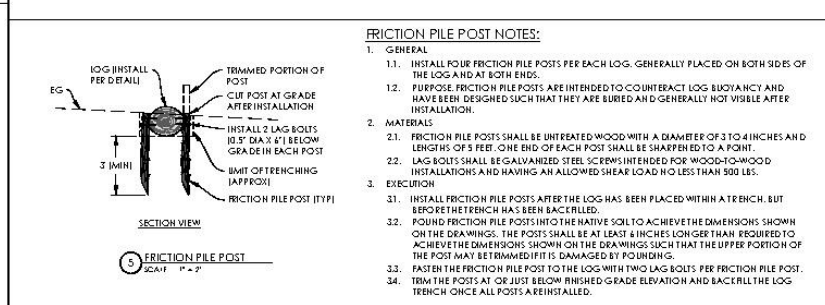 FRICTION PILE POST NOTES:
1. GENERAL
1.1. INSTALL FOUR FRICTION PILE POSTS PER EACH LOG. GENERALLY PLACED ON BOTH SIDES OF
THE LOG AND AT BOTH ENDS.
1.2. PURPOSE. FRICTION PILE POSTS ARE INTENDED TO COUNTERACT LOG BUOYANCY AND
HAVE BEEN DESIGNED SUCH THAT THEY ARE BURIED AND GENERALLY NOT VISIBLE AFTER
INSTALLATION.
2. MATERIALS
2.1. FRICTION PILE POSTS SHALL BE UNTREATED WOOD WITH A DIAMETER OF 3 TO 4 INCHES AND
LENGTHS OF 5 FEET. ONE END OF EACH POST SHALL BE SHARPENED TO A POINT.
2.2. LAG BOLTS SHALL BE GALVANIZED STEEL SCREWS INTENDED FOR WOOD-TO-WOOD
INSTALLATIONS AND HAVING AN ALLOWED SHEAR LOAD NO LESS THAN 500 LBS.
3. EXECUTION
3.1. INSTALL FRICTION PILE POSTS AFTER THE LOG HAS BEEN PLACED WITHIN A TRENCH, BUT
BEFORE THE TRENCH HAS BEEN BACKFILLED.
3.2. POUND FRICTION PILE POSTS INTO THE NATIVE SOIL TO ACHIEVE THE DIMENSIONS SHOWN
ON THE DRAWINGS. THE POSTS SHALL BE AT LEAST 6 INCHES LONGER THAN REQUIRED TO
ACHIEVE THE DIMENSIONS SHOWN ON THE DRAWINGS SUCH THAT THE UPPER PORTION OF
THE POST MAY BE TRIMMED IF IT IS DAMAGED BY POUNDING.
3.3. FASTEN THE FRICTION PILE POST TO THE LOG WITH TWO LAG BOLTS PER FRICTION PILE POST.
3.4. TRIM THE POSTS AT OR JUST BELOW FINISHED GRADE ELEVATION AND BACKFILL THE LOG
TRENCH ONCE ALL POSTS ARE INSTALLED.
LOG (INSTALL
PER DETAIL)
EG
TRIMMED PORTION OF
POST
CUT POST AT GRADE
AFTER INSTALLATION
INSTALL 2 LAG BOLTS
(0.5" DIA X 6") BELOW
GRADE IN EACH POST
LIMIT OF TRENCHING
(APPROX)
FRICTION PILE POST (TYP)
3' (MIN)
SECTION VIEW
5 FRICTION PILE POST
SCALE 1" = 2'